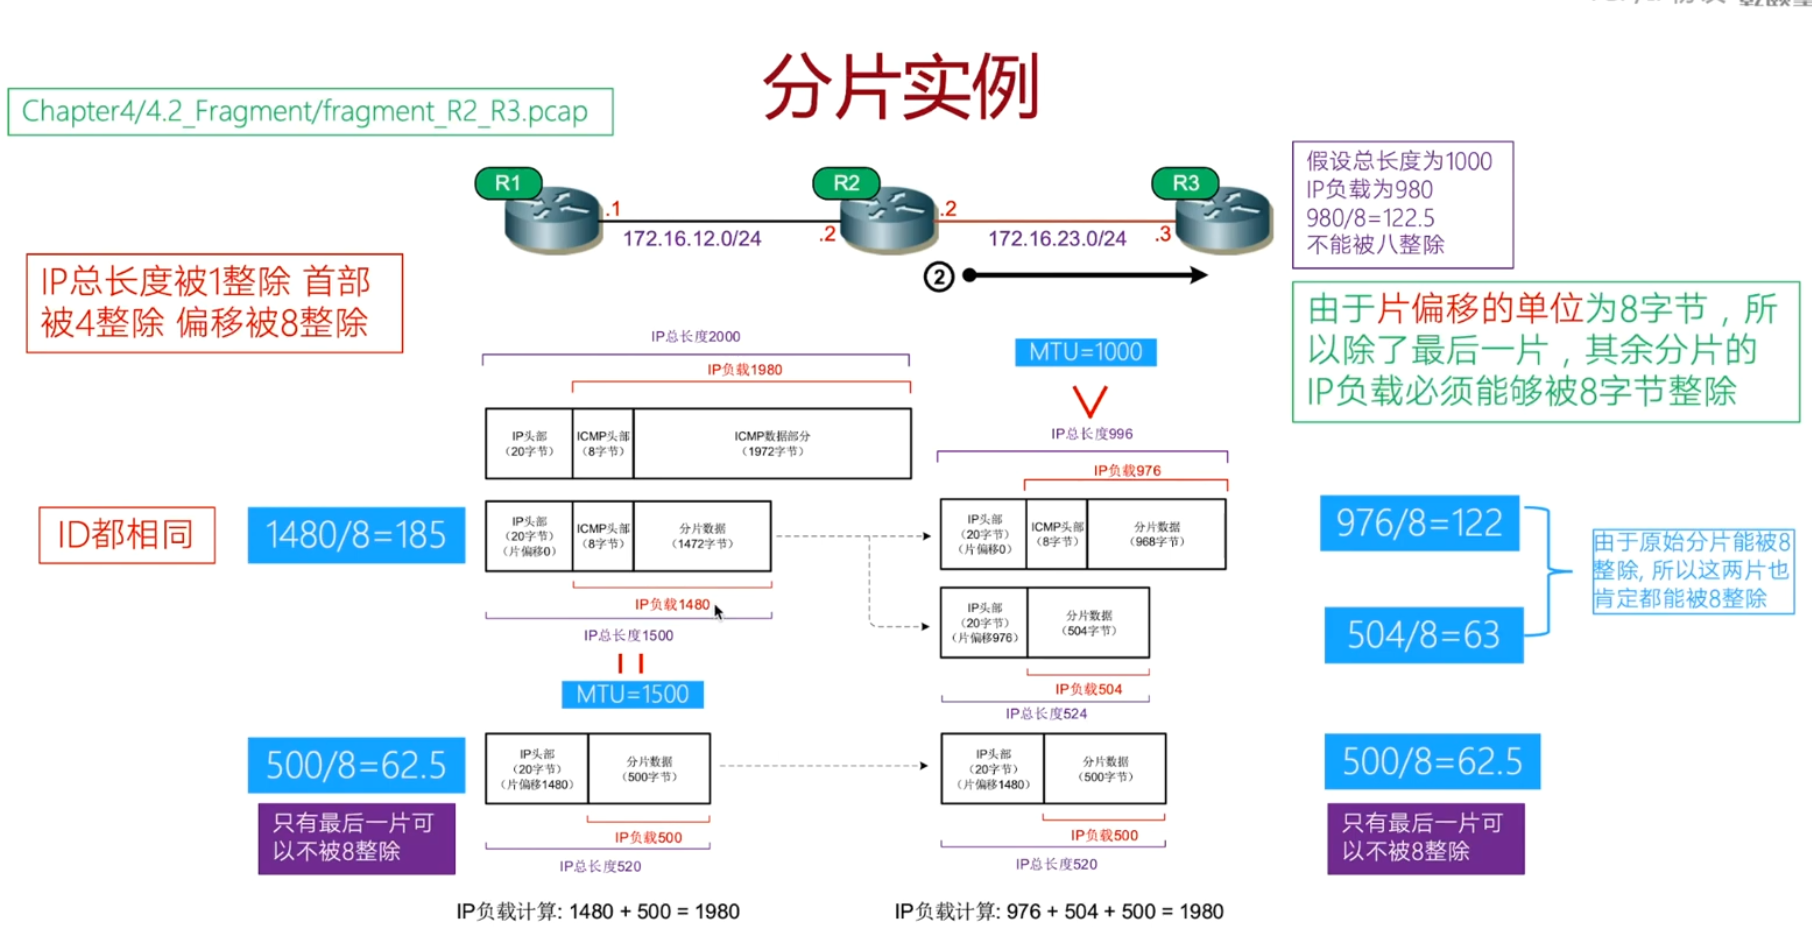 分片实例
Chapter4/4.2_Fragment/fragment_R2_R3.pcap
R1
R2
R3
.1
.2
.2
.3
172.16.12.0/24
172.16.23.0/24
②
假设总长度为1000
IP负载为980
980/8=122.5
不能被八整除
IP总长度被1整除 首部
被4整除 偏移被8整除
由于片偏移的单位为8字节，所
以除了最后一片，其余分片的
IP负载必须能够被8字节整除
IP总长度2000
IP负载1980
IP头部
（20字节）
ICMP头部
（8字节）
ICMP数据部分
（1972字节）
MTU=1000
IP总长度996
IP负载976
ID都相同
1480/8=185
IP头部
（20字节）
（片偏移0）
ICMP头部
（8字节）
分片数据
（1472字节）
IP负载1480
IP总长度1500
MTU=1500
IP头部
（20字节）
（片偏移0）
ICMP头部
（8字节）
分片数据
（968字节）
976/8=122
IP头部
（20字节）
（片偏移976）
分片数据
（504字节）
IP负载504
IP总长度524
504/8=63
由于原始分片能被8
整除, 所以这两片也
肯定都能被8整除
500/8=62.5
只有最后一片可
以不被8整除
IP头部
（20字节）
（片偏移1480）
分片数据
（500字节）
IP负载500
IP总长度520
IP头部
（20字节）
（片偏移1480）
分片数据
（500字节）
IP负载500
IP总长度520
500/8=62.5
只有最后一片可
以不被8整除
IP负载计算: 1480 + 500 = 1980
IP负载计算: 976 + 504 + 500 = 1980